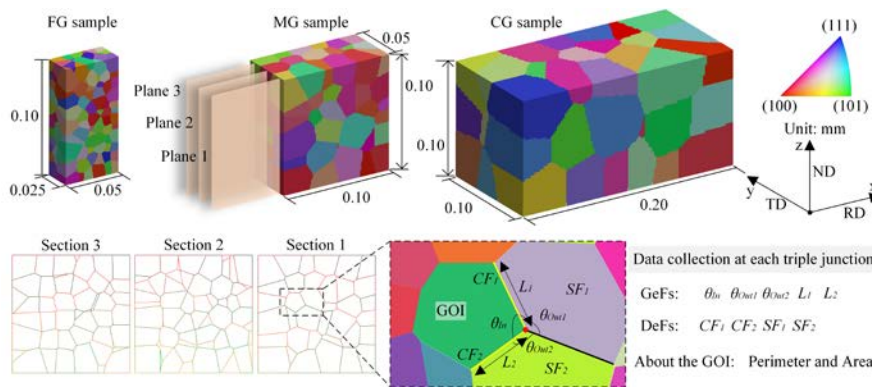 FG sample
MG sample
CG sample
(111)
(100)
(101)
Unit: mm
0.10
0.025
0.05
Plane 3
Plane 2
Plane 1
0.05
0.10
0.10
0.10
0.10
0.20
z
ND
y
TD
RD
Section 3
Section 2
Section 1
GOI
CF₁
L₁
SF₁
θIn
θOut1
CF₂
L₂
θOut2
SF₂
Data collection at each triple junction
GeFs: θIn θOut1 θOut2 L₁ L₂
DeFs: CF₁ CF₂ SF₁ SF₂
About the GOI: Perimeter and Area